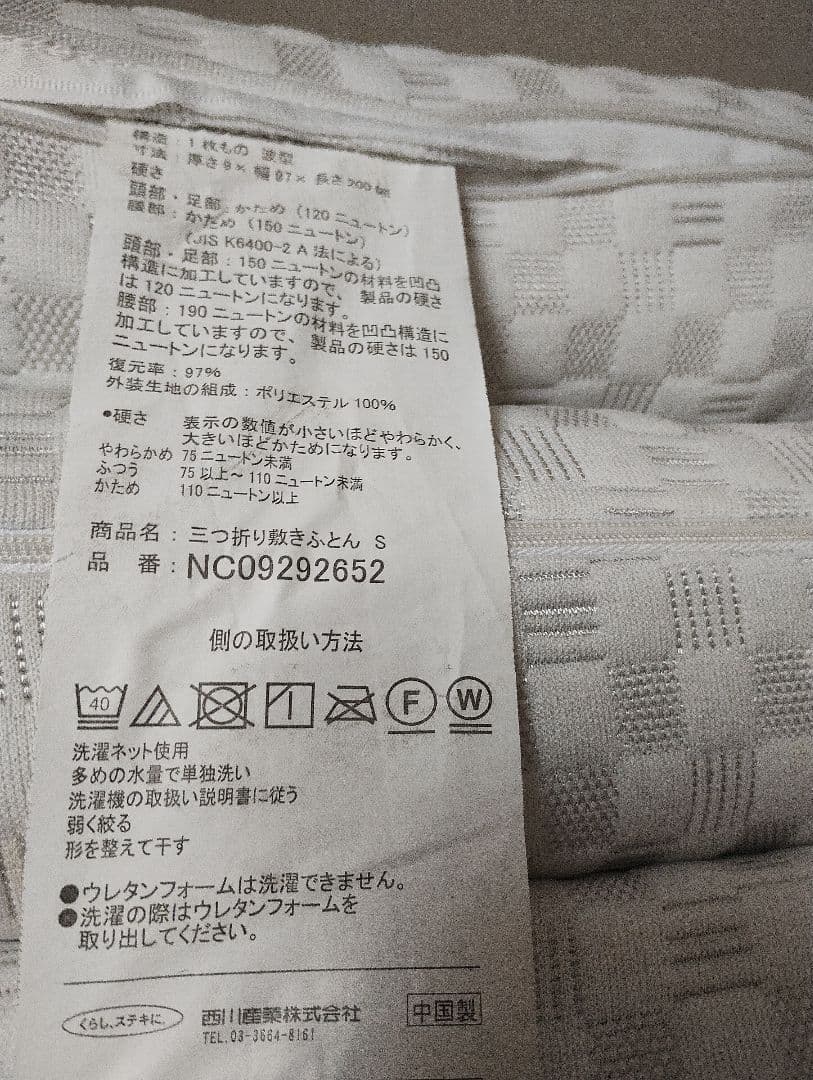 構造：1枚もの 波型
寸法：厚さ9×幅97×長さ200cm
硬さ
頭部・足部：かため（120ニュートン）
腰部：かため（150ニュートン）
（JIS K6400-2 A法による）
頭部・足部：150ニュートンの材料を凹凸
構造に加工していますので、製品の硬さ
は120ニュートンになります。
腰部：190ニュートンの材料を凹凸構造に
加工していますので、製品の硬さは150
ニュートンになります。
復元率：97%
外装生地の組成：ポリエステル100%
●硬さ 表示の数値が小さいほどやわらかく、
大きいほどかためになります。
やわらかめ 75ニュートン未満
ふつう 75以上～110ニュートン未満
かため 110ニュートン以上
商品名：三つ折り敷きふとん S
品 番：NC09292652
側の取扱い方法
40 F W
洗濯ネット使用
多めの水量で単独洗い
洗濯機の取扱い説明書に従う
弱く絞る
形を整えて干す
●ウレタンフォームは洗濯できません。
●洗濯の際はウレタンフォームを
取り出してください。
くらし、ステキに。 西川産業株式会社 中国製
TEL.03-3664-8161